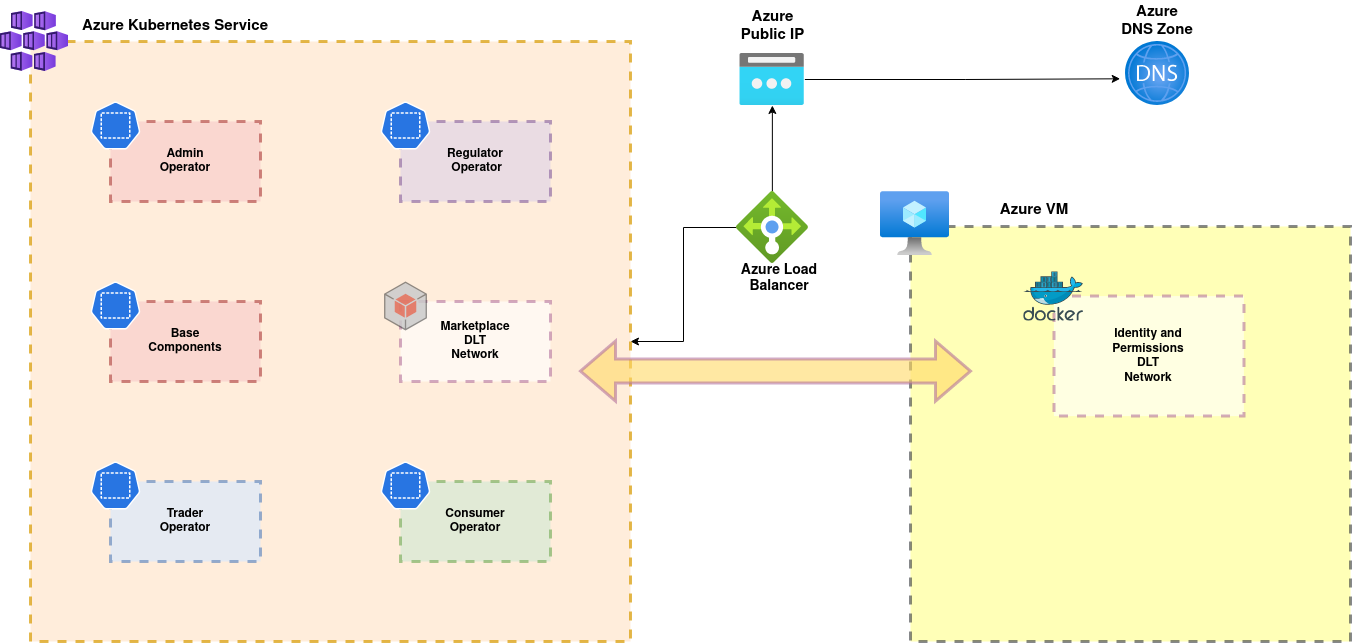 Azure Kubernetes Service
Azure
Public IP
Azure
DNS Zone
DNS
Admin
Operator
Regulator
Operator
Azure Load
Balancer
Azure VM
Base
Components
Marketplace
DLT
Network
docker
Identity and
Permissions
DLT
Network
Trader
Operator
Consumer
Operator